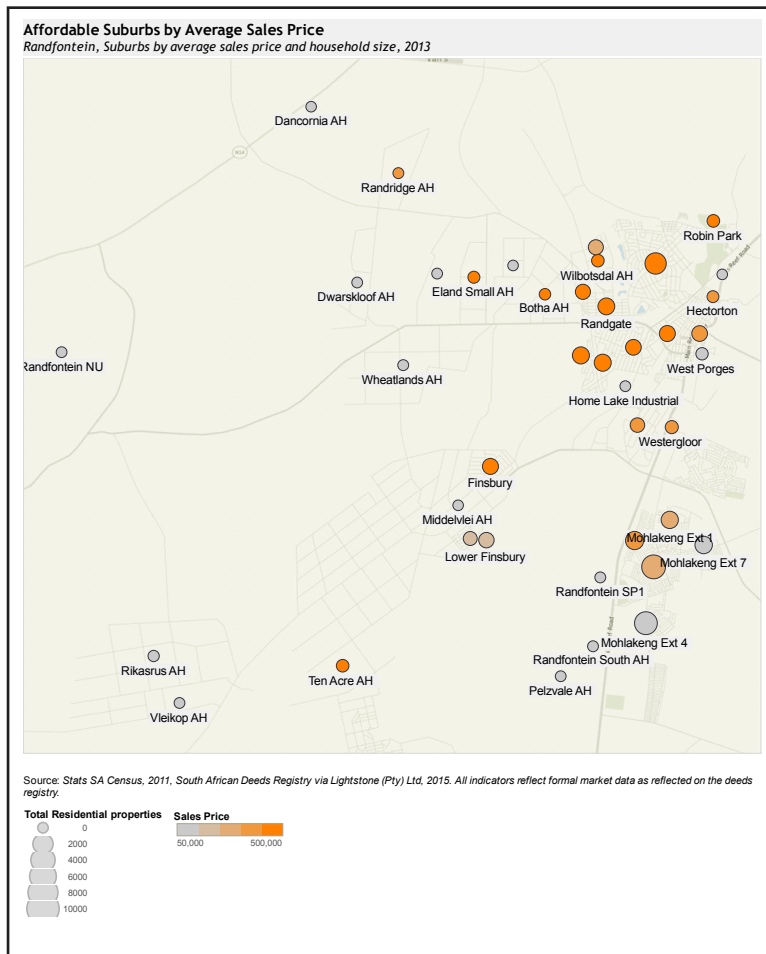 Affordable Suburbs by Average Sales Price
Randfontein, Suburbs by average sales price and household size, 2013
Dancornia AH
N14
Randridge AH
Robin Park
Wilbotsdal AH
Dwarskloof AH
Eland Small AH
Botha AH
Hectorton
Randgate
Randfontein NU
Wheatlands AH
West Porges
Home Lake Industrial
Westergloor
Finsbury
Middelvlei AH
Mohlakeng Ext 1
Lower Finsbury
Mohlakeng Ext 7
Randfontein SP1
Mohlakeng Ext 4
Randfontein South AH
Rikasrus AH
Ten Acre AH
Pelzvale AH
Vleikop AH
Source: Stats SA Census, 2011, South African Deeds Registry via Lightstone (Pty) Ltd, 2015. All indicators reflect formal market data as reflected on the deeds
registry.
Total Residential properties
0
2000
4000
6000
8000
10000
Sales Price
50,000 500,000